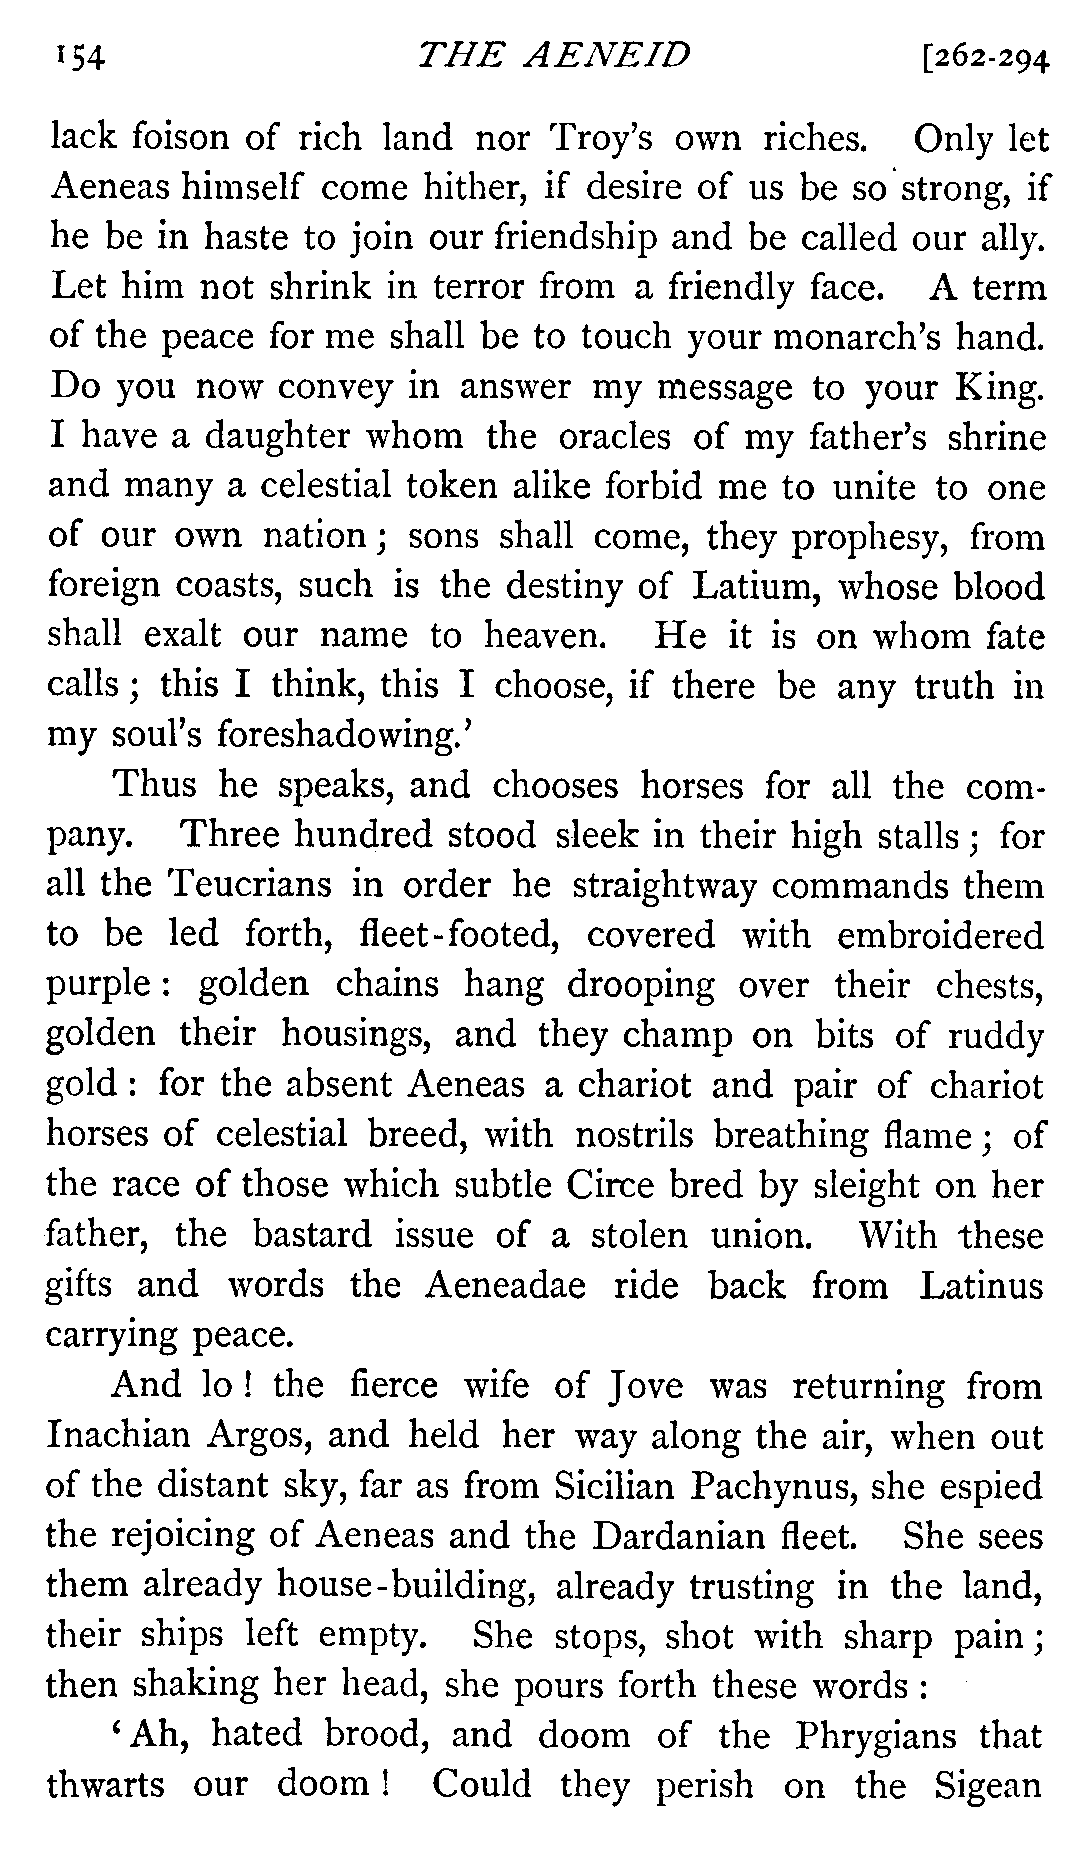 154 THE AENEID [262-294
lack foison of rich land nor Troy's own riches. Only let
Aeneas himself come hither, if desire of us be so strong, if
he be in haste to join our friendship and be called our ally.
Let him not shrink in terror from a friendly face. A term
of the peace for me shall be to touch your monarch's hand.
Do you now convey in answer my message to your King.
I have a daughter whom the oracles of my father's shrine
and many a celestial token alike forbid me to unite to one
of our own nation ; sons shall come, they prophesy, from
foreign coasts, such is the destiny of Latium, whose blood
shall exalt our name to heaven. He it is on whom fate
calls ; this I think, this I choose, if there be any truth in
my soul's foreshadowing.'
Thus he speaks, and chooses horses for all the com-
pany. Three hundred stood sleek in their high stalls ; for
all the Teucrians in order he straightway commands them
to be led forth, fleet-footed, covered with embroidered
purple : golden chains hang drooping over their chests,
golden their housings, and they champ on bits of ruddy
gold : for the absent Aeneas a chariot and pair of chariot
horses of celestial breed, with nostrils breathing flame ; of
the race of those which subtle Circe bred by sleight on her
father, the bastard issue of a stolen union. With these
gifts and words the Aeneadae ride back from Latinus
carrying peace.
And lo ! the fierce wife of Jove was returning from
Inachian Argos, and held her way along the air, when out
of the distant sky, far as from Sicilian Pachynus, she espied
the rejoicing of Aeneas and the Dardanian fleet. She sees
them already house-building, already trusting in the land,
their ships left empty. She stops, shot with sharp pain ;
then shaking her head, she pours forth these words :
‘ Ah, hated brood, and doom of the Phrygians that
thwarts our doom ! Could they perish on the Sigean